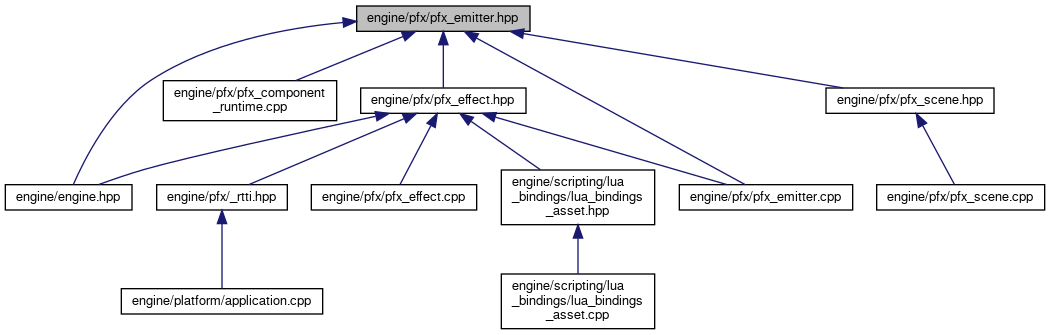 engine/pfx/pfx_emitter.hpp
engine/pfx/pfx_component
_runtime.cpp
engine/pfx/pfx_effect.hpp
engine/pfx/pfx_scene.hpp
engine/engine.hpp
engine/pfx/_rtti.hpp
engine/pfx/pfx_effect.cpp
engine/scripting/lua
_bindings/lua_bindings
_asset.hpp
engine/pfx/pfx_emitter.cpp
engine/pfx/pfx_scene.cpp
engine/platform/application.cpp
engine/scripting/lua
_bindings/lua_bindings
_asset.cpp